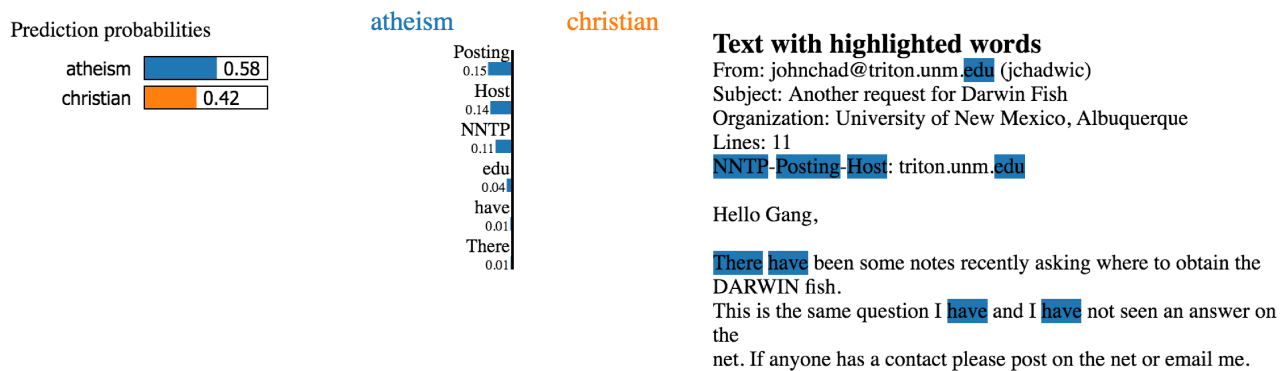 Prediction probabilities
atheism 0.58
christian 0.42
atheism christian
Posting
0.15
Host
0.14
NNTP
0.11
edu
0.04
have
0.01
There
0.01
Text with highlighted words
From: johnchad@triton.unm.edu (jchadwic)
Subject: Another request for Darwin Fish
Organization: University of New Mexico, Albuquerque
Lines: 11
NNTP-Posting-Host: triton.unm.edu
Hello Gang,
There have been some notes recently asking where to obtain the
DARWIN fish.
This is the same question I have and I have not seen an answer on
the
net. If anyone has a contact please post on the net or email me.